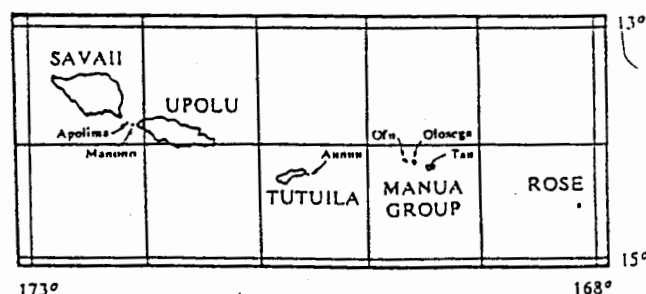 13°
SAVAII
UPOLU
Apolima
Manono
Ofu Olosega
Aunuu
Tau
TUTUILA
MANUA
GROUP
ROSE
15°
173°
168°